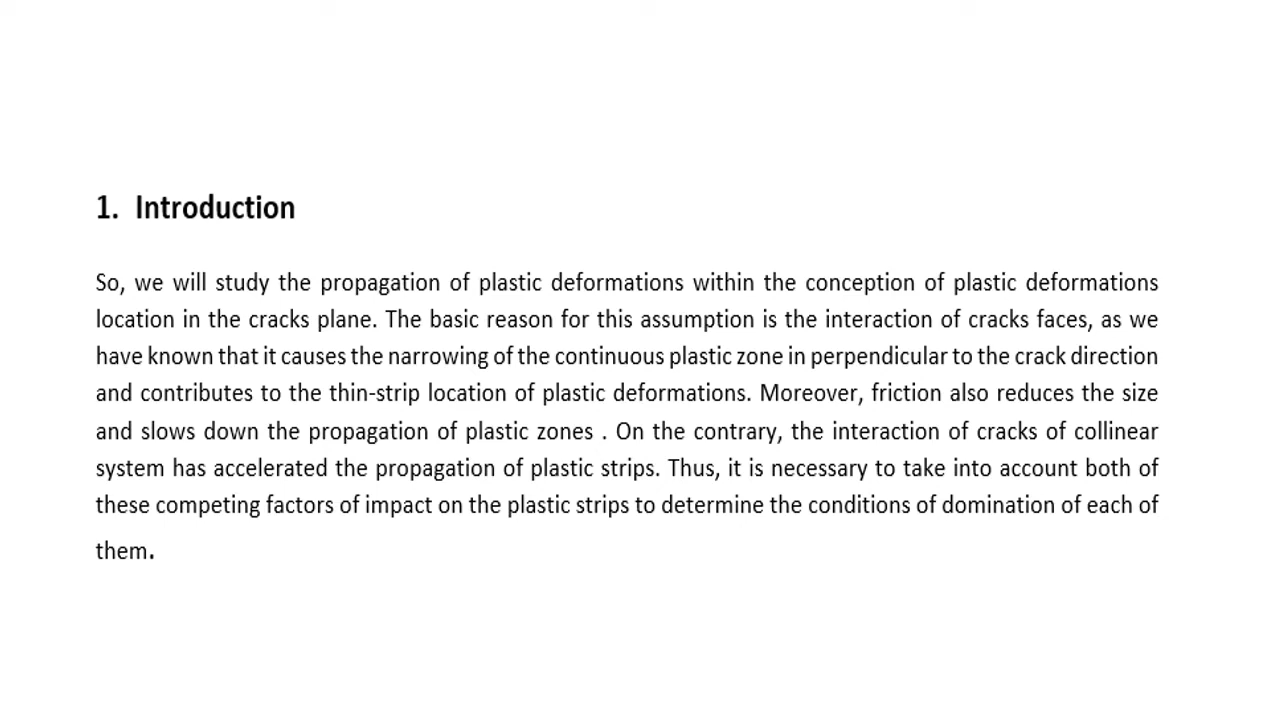 1. Introduction
So, we will study the propagation of plastic deformations within the conception of plastic deformations
location in the cracks plane. The basic reason for this assumption is the interaction of cracks faces, as we
have known that it causes the narrowing of the continuous plastic zone in perpendicular to the crack direction
and contributes to the thin-strip location of plastic deformations. Moreover, friction also reduces the size
and slows down the propagation of plastic zones . On the contrary, the interaction of cracks of collinear
system has accelerated the propagation of plastic strips. Thus, it is necessary to take into account both of
these competing factors of impact on the plastic strips to determine the conditions of domination of each of
them.